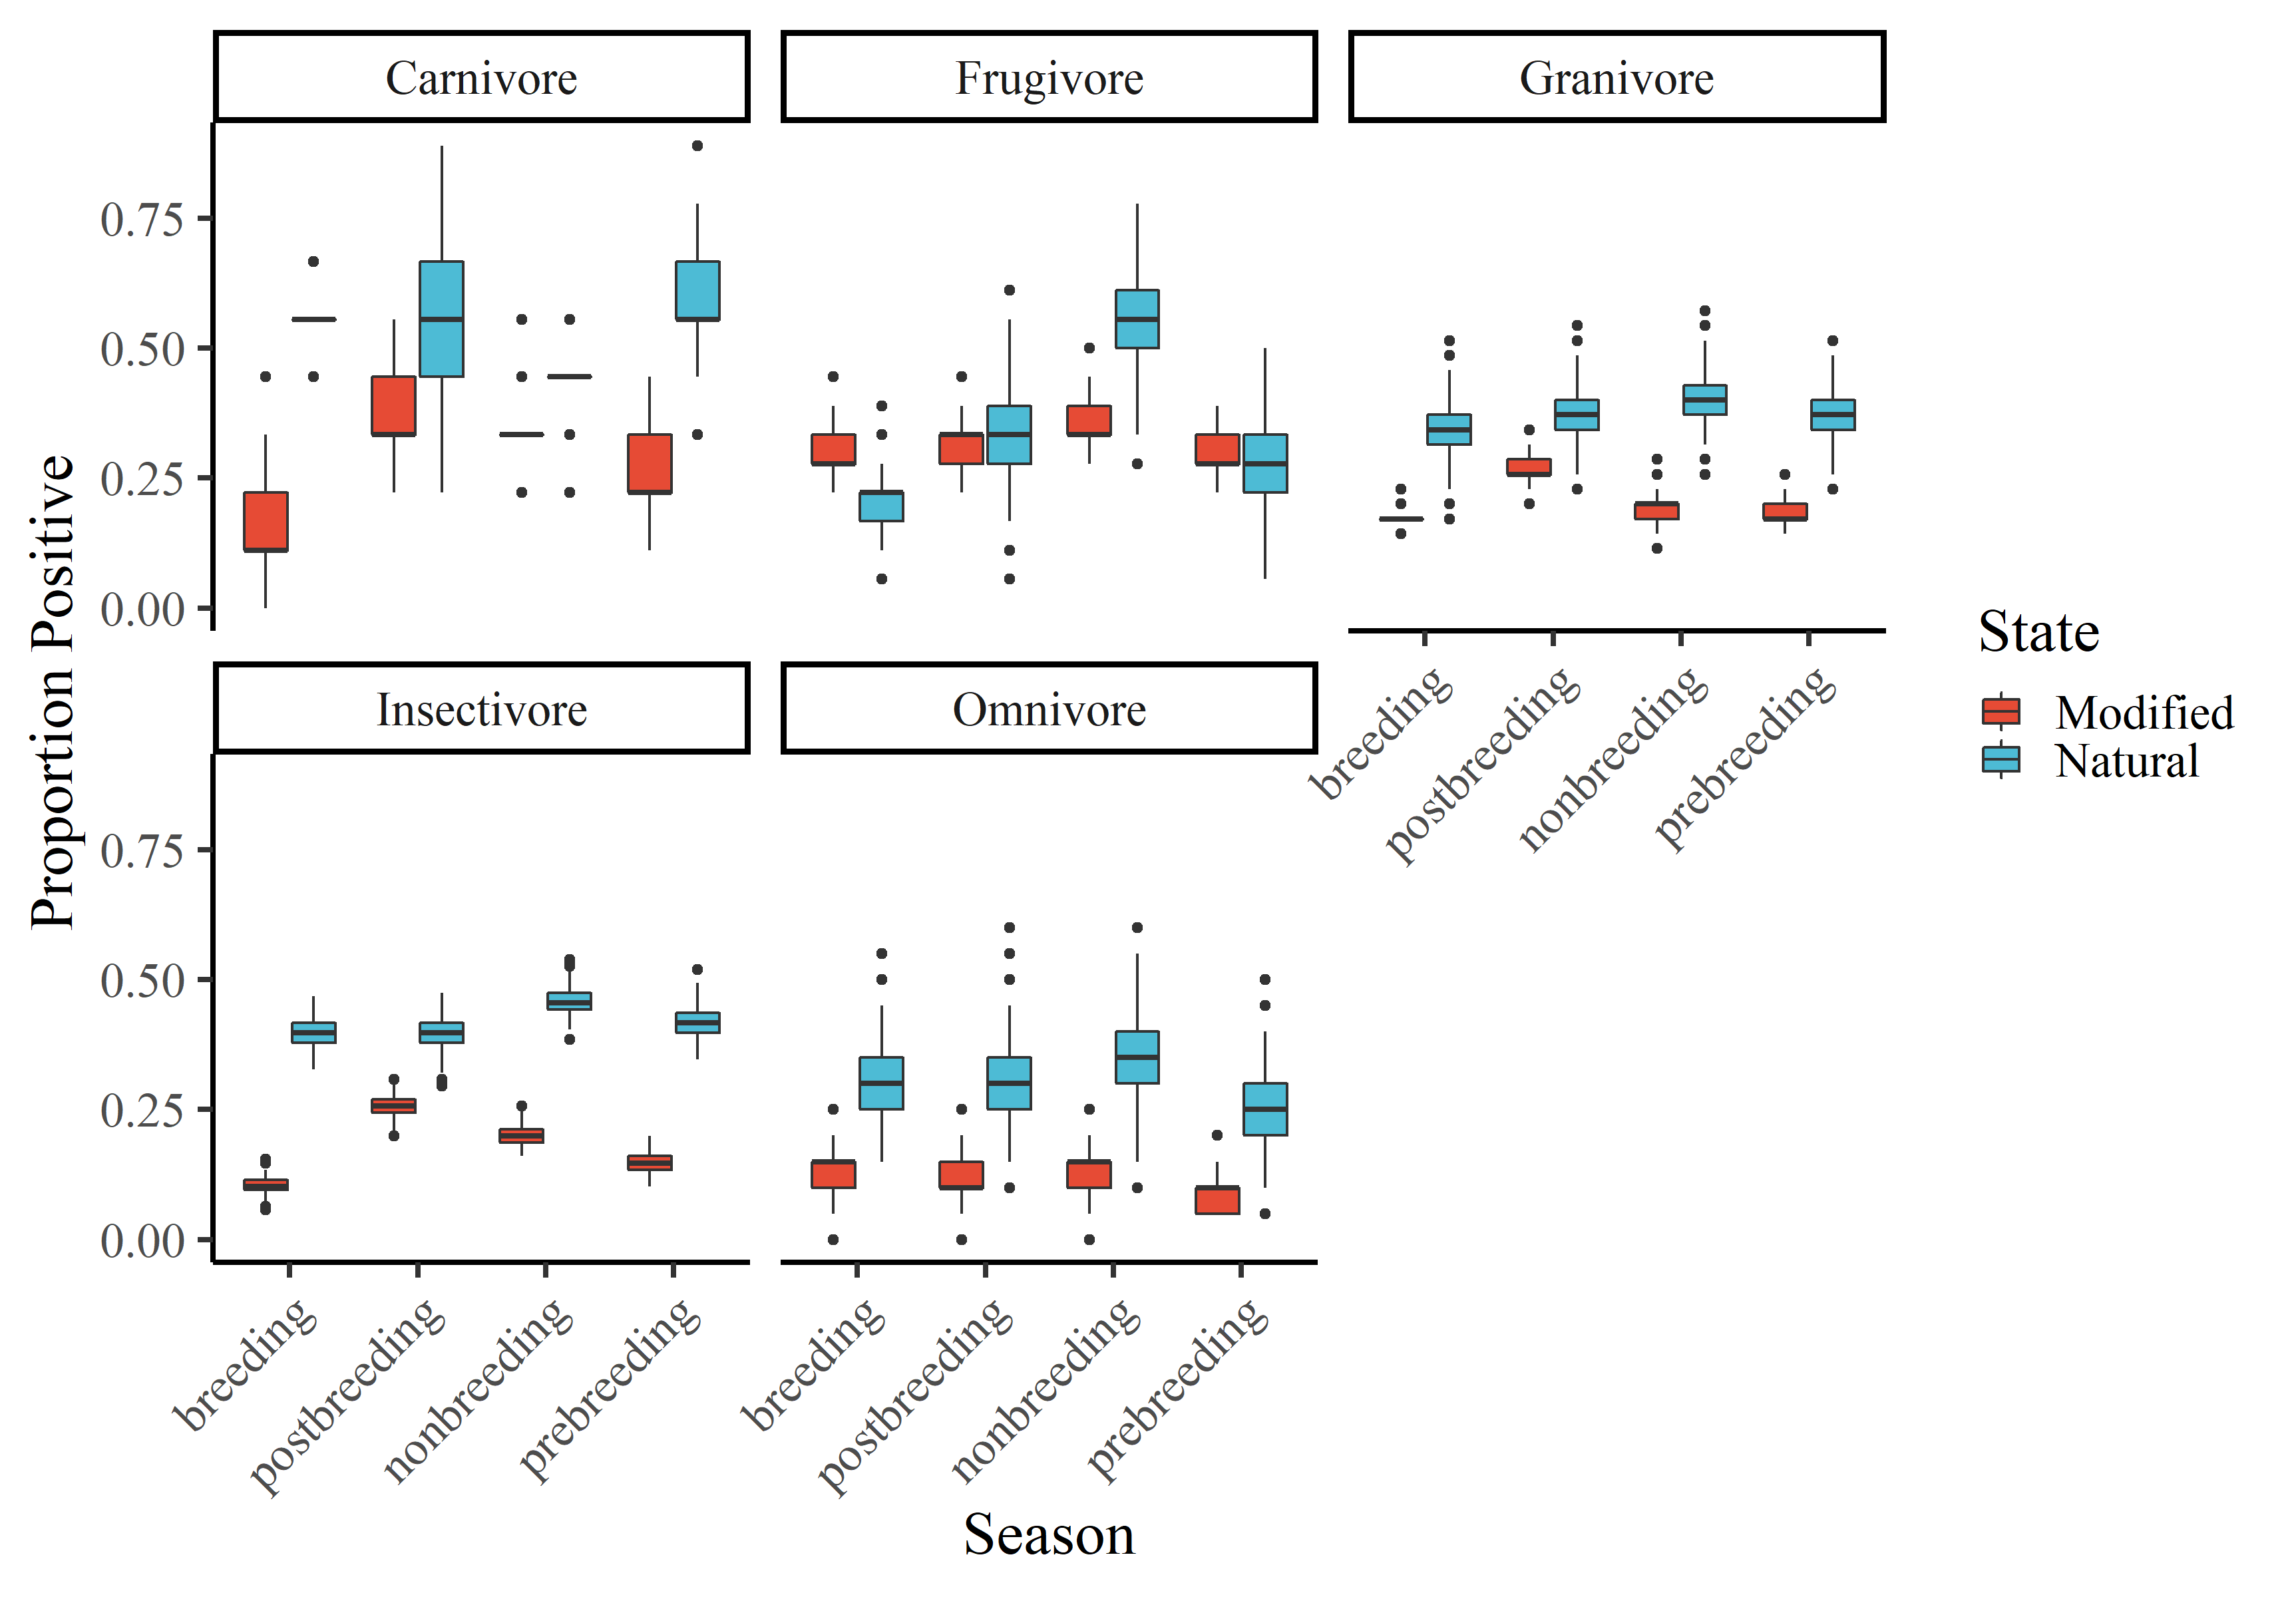 Carnivore
Frugivore
Granivore
0.75
0.50
0.25
0.00
breeding
postbreeding
nonbreeding
prebreeding
Insectivore
Omnivore
0.75
0.50
0.25
0.00
breeding
postbreeding
nonbreeding
prebreeding
breeding
postbreeding
nonbreeding
prebreeding
Season
Proportion Positive
State
Modified
Natural